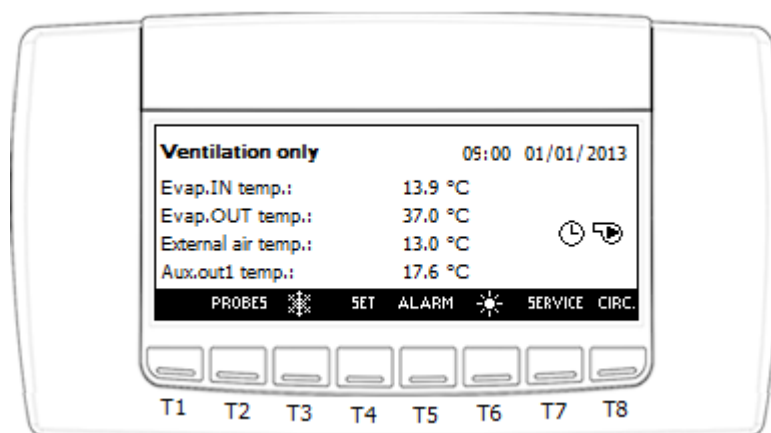 Ventilation only 09:00 01/01/2013
Evap.IN temp.: 13.9 °C
Evap.OUT temp.: 37.0 °C
External air temp.: 13.0 °C
Aux.out1 temp.: 17.6 °C
PROBES SET ALARM SERVICE CIRC.
T1 T2 T3 T4 T5 T6 T7 T8